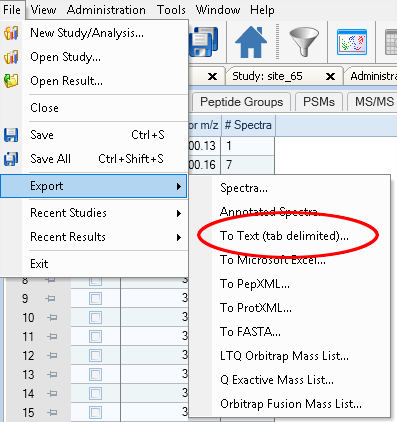 File View Administration Tools Window Help
New Study/Analysis...
Open Study...
Open Result...
Close
Save Ctrl+S
Save All Ctrl+Shift+S
Export
Recent Studies
Recent Results
Exit
Study: site_65
Peptide Groups PSMs MS/MS
or m/z # Spectra
00.13 1
00.16 7
Spectra...
Annotated Spectra...
To Text (tab delimited)...
To Microsoft Excel...
To PepXML...
To ProtXML...
To FASTA...
LTQ Orbitrap Mass List...
Q Exactive Mass List...
Orbitrap Fusion Mass List...
8 3
9 3
10 3
11 3
12 3
13 3
14 3
15 3